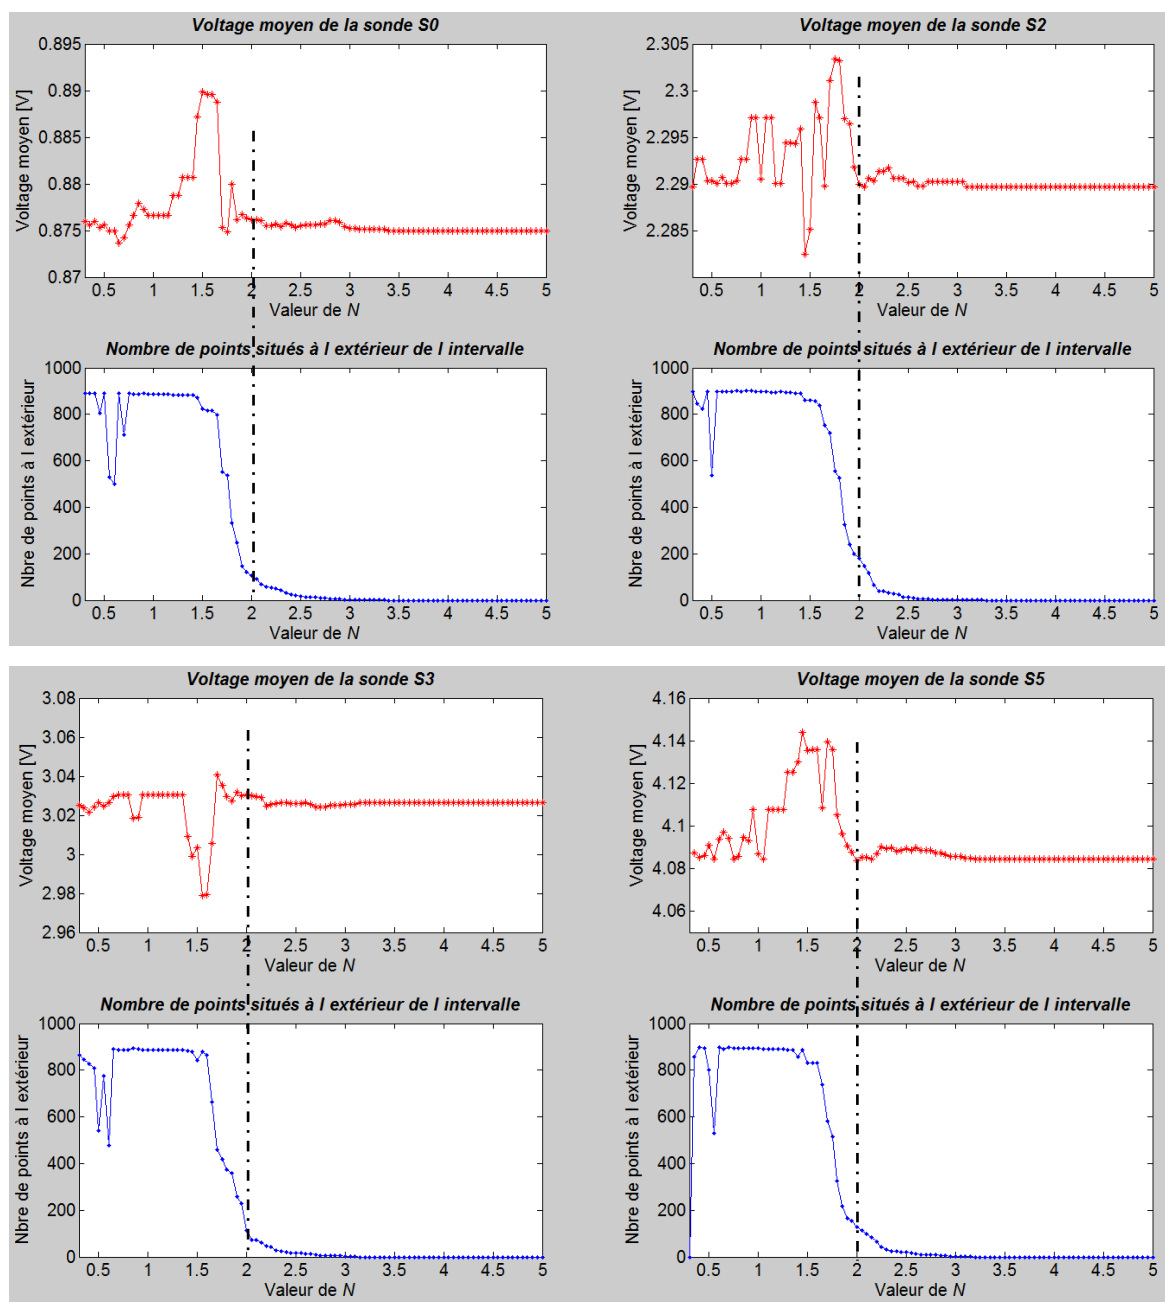 Voltage moyen de la sonde S0
Voltage moyen [V]
0.895
0.89
0.885
0.88
0.875
0.87
0.5 1 1.5 2 2.5 3 3.5 4 4.5 5
Valeur de N
Voltage moyen de la sonde S2
Voltage moyen [V]
2.305
2.3
2.295
2.29
2.285
0.5 1 1.5 2 2.5 3 3.5 4 4.5 5
Valeur de N
Nombre de points situés à l extérieur de l intervalle
Nbre de points à l extérieur
1000
800
600
400
200
0
0.5 1 1.5 2 2.5 3 3.5 4 4.5 5
Valeur de N
Nombre de points situés à l extérieur de l intervalle
Nbre de points à l extérieur
1000
800
600
400
200
0
0.5 1 1.5 2 2.5 3 3.5 4 4.5 5
Valeur de N
Voltage moyen de la sonde S3
Voltage moyen [V]
3.08
3.06
3.04
3.02
3
2.98
2.96
0.5 1 1.5 2 2.5 3 3.5 4 4.5 5
Valeur de N
Voltage moyen de la sonde S5
Voltage moyen [V]
4.16
4.14
4.12
4.1
4.08
4.06
0.5 1 1.5 2 2.5 3 3.5 4 4.5 5
Valeur de N
Nombre de points situés à l extérieur de l intervalle
Nbre de points à l extérieur
1000
800
600
400
200
0
0.5 1 1.5 2 2.5 3 3.5 4 4.5 5
Valeur de N
Nombre de points situés à l extérieur de l intervalle
Nbre de points à l extérieur
1000
800
600
400
200
0
0.5 1 1.5 2 2.5 3 3.5 4 4.5 5
Valeur de N